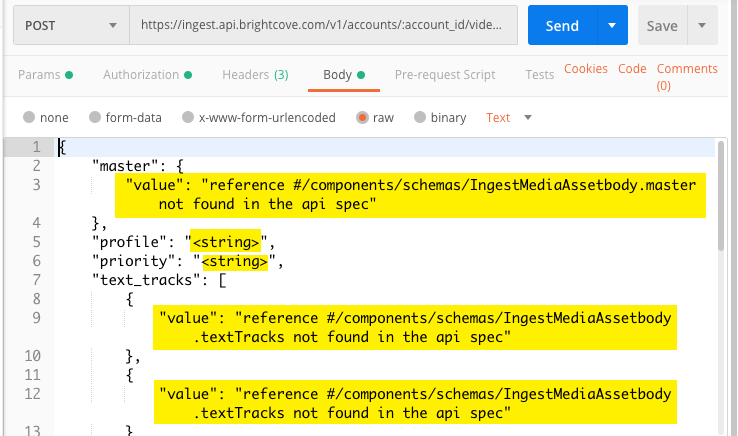 POST
https://ingest.api.brightcove.com/v1/accounts/:account_id/vide...
Send
Save
Params
Authorization
Headers (3)
Body
Pre-request Script
Tests
Cookies
Code
Comments (0)
none
form-data
x-www-form-urlencoded
raw
binary
Text
1 {
2 "master": {
3 "value": "reference #/components/schemas/IngestMediaAssetbody.master
not found in the api spec"
4 },
5 "profile": "<string>",
6 "priority": "<string>",
7 "text_tracks": [
8 {
9 "value": "reference #/components/schemas/IngestMediaAssetbody
.textTracks not found in the api spec"
10 },
11 {
12 "value": "reference #/components/schemas/IngestMediaAssetbody
.textTracks not found in the api spec"
13 }